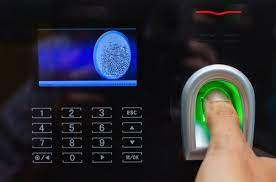 1 2 3 ESC
4 5 6 ▲
7 8 9 ▼
⊙/◀ 0 ▶ M/OK